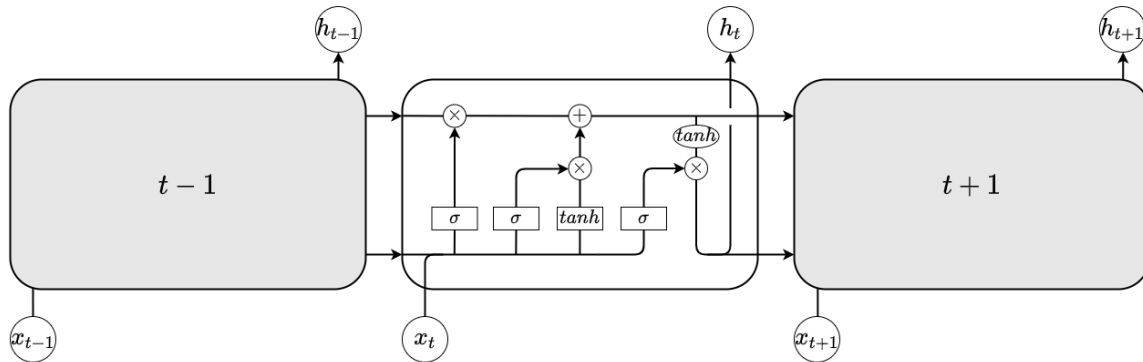 h_{t-1} h_t h_{t+1}
× +
tanh
× ×
t − 1 t + 1
σ σ tanh σ
x_{t-1} x_t x_{t+1}